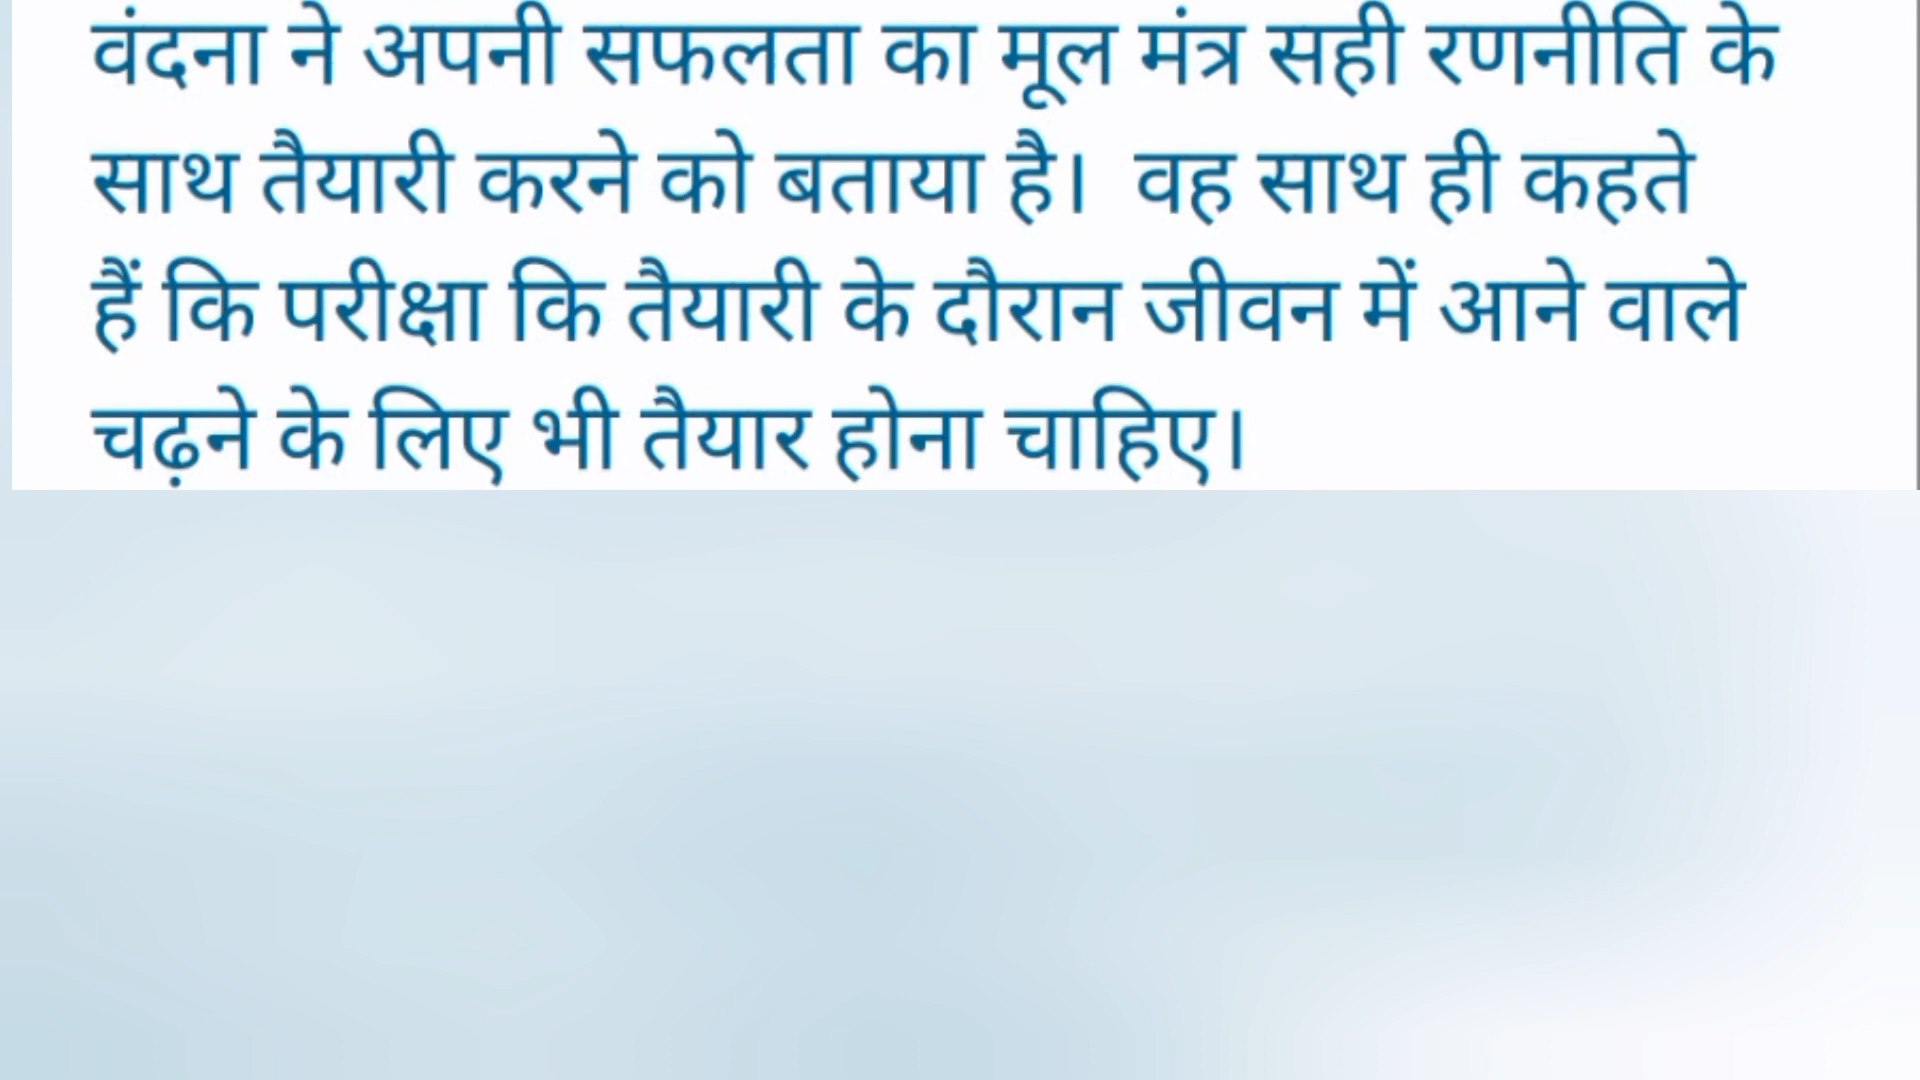 वंदना ने अपनी सफलता का मूल मंत्र सही रणनीति के
साथ तैयारी करने को बताया है। वह साथ ही कहते
हैं कि परीक्षा कि तैयारी के दौरान जीवन में आने वाले
चढ़ने के लिए भी तैयार होना चाहिए।